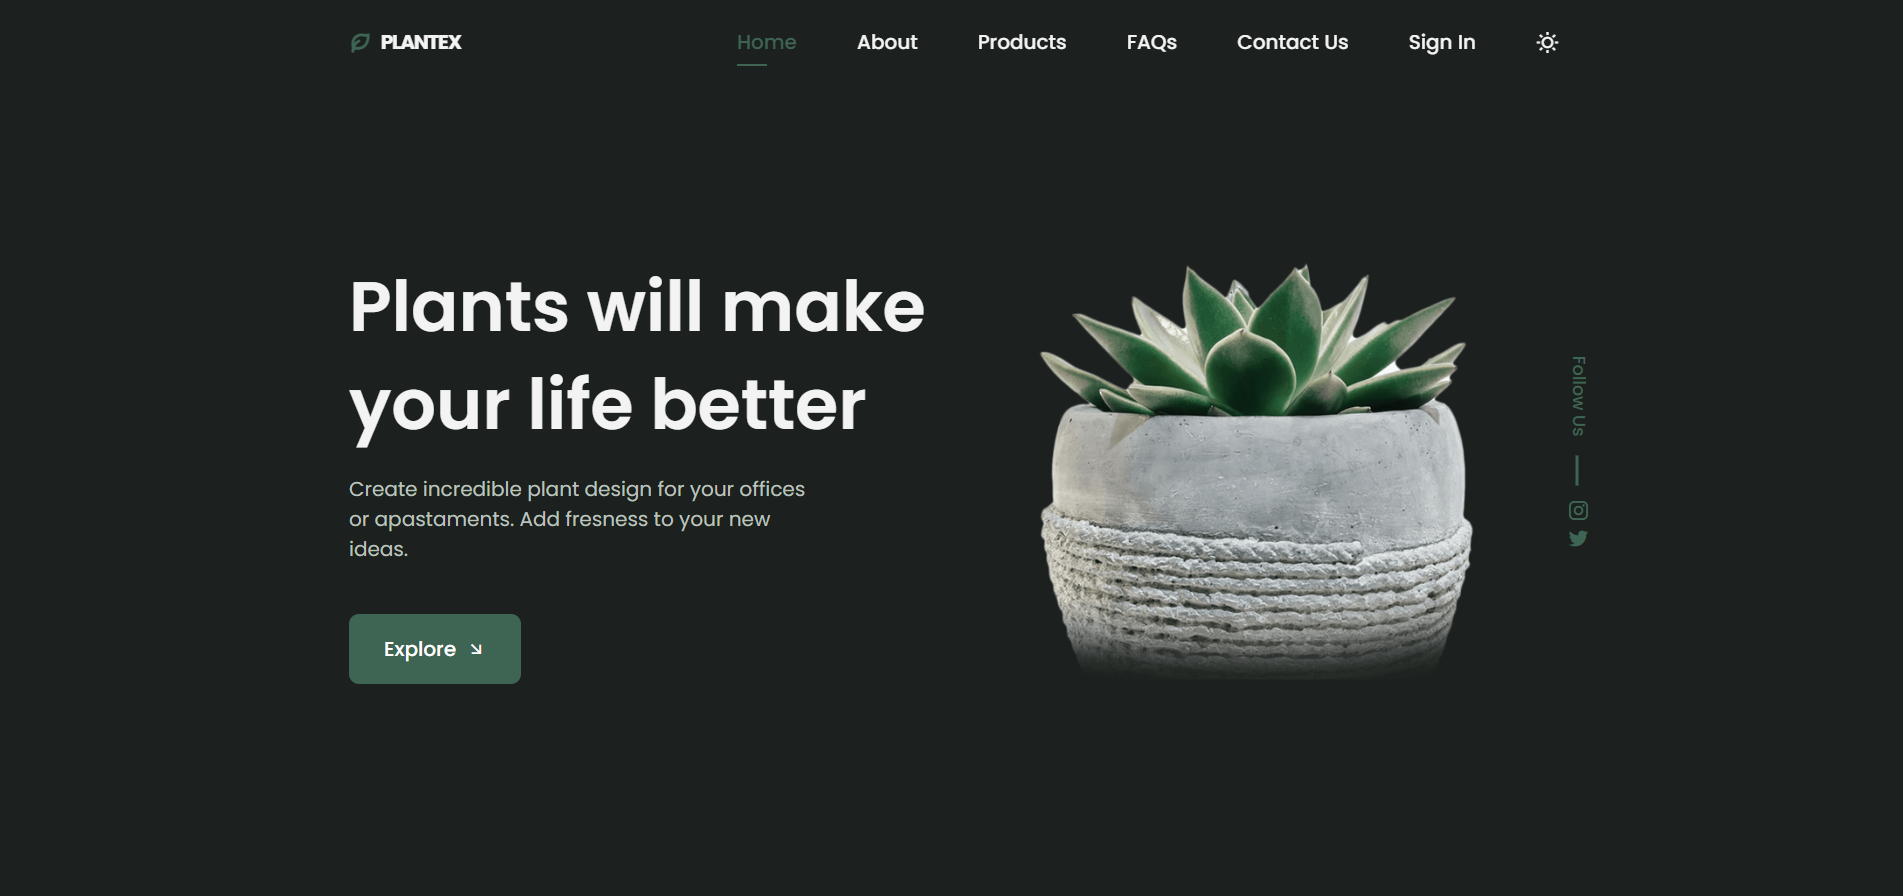 PLANTEX
Home
About
Products
FAQs
Contact Us
Sign In
Plants will make
your life better
Create incredible plant design for your offices
or apastaments. Add fresness to your new
ideas.
Explore
Follow Us